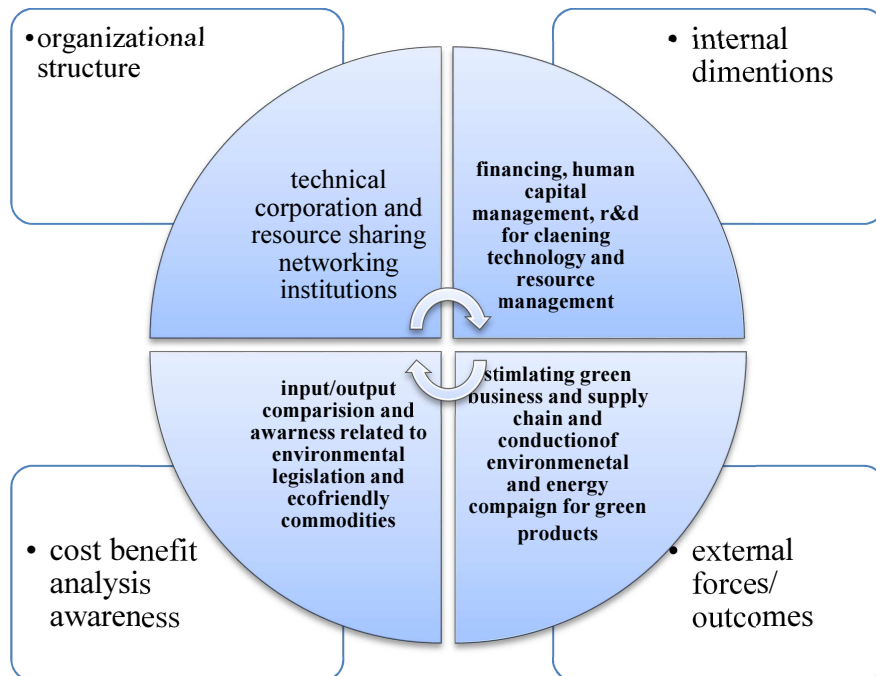 •organizational
structure
• internal
dimentions
technical
corporation and
resource sharing
networking
institutions
financing, human
capital
management, r&d
for claening
technology and
resource
management
input/output
comparision and
awarness related to
environmental
legislation and
ecofriendly
commodities
stimlating green
business and supply
chain and
conductionof
environmenetal
and energy
compaign for green
products
• cost benefit
analysis
awareness
• external
forces/
outcomes